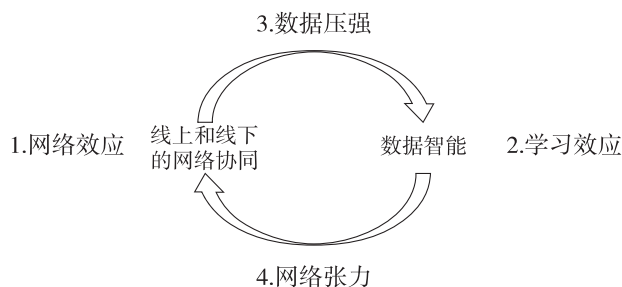 3.数据压强
1.网络效应
线上和线下
的网络协同
数据智能
2.学习效应
4.网络张力